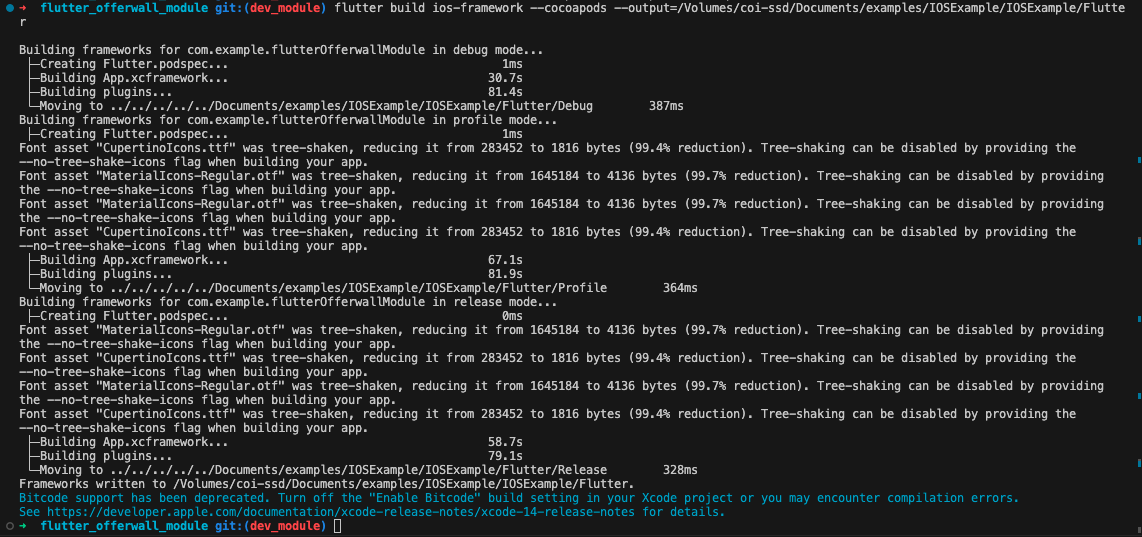 → flutter_offerwall_module git:(dev_module) flutter build ios-framework --cocoapods --output=/Volumes/coi-ssd/Documents/examples/IOSExample/IOSExample/Flutte
r
Building frameworks for com.example.flutterOfferwallModule in debug mode...
├─Creating Flutter.podspec... 1ms
├─Building App.xcframework... 30.7s
├─Building plugins... 81.4s
└─Moving to ../../../../../Documents/examples/IOSExample/IOSExample/Flutter/Debug 387ms
Building frameworks for com.example.flutterOfferwallModule in profile mode...
├─Creating Flutter.podspec... 1ms
Font asset "CupertinoIcons.ttf" was tree-shaken, reducing it from 283452 to 1816 bytes (99.4% reduction). Tree-shaking can be disabled by providing the
--no-tree-shake-icons flag when building your app.
Font asset "MaterialIcons-Regular.otf" was tree-shaken, reducing it from 1645184 to 4136 bytes (99.7% reduction). Tree-shaking can be disabled by providing
the --no-tree-shake-icons flag when building your app.
Font asset "MaterialIcons-Regular.otf" was tree-shaken, reducing it from 1645184 to 4136 bytes (99.7% reduction). Tree-shaking can be disabled by providing
the --no-tree-shake-icons flag when building your app.
Font asset "CupertinoIcons.ttf" was tree-shaken, reducing it from 283452 to 1816 bytes (99.4% reduction). Tree-shaking can be disabled by providing the
--no-tree-shake-icons flag when building your app.
├─Building App.xcframework... 67.1s
├─Building plugins... 81.9s
└─Moving to ../../../../../Documents/examples/IOSExample/IOSExample/Flutter/Profile 364ms
Building frameworks for com.example.flutterOfferwallModule in release mode...
├─Creating Flutter.podspec... 0ms
Font asset "MaterialIcons-Regular.otf" was tree-shaken, reducing it from 1645184 to 4136 bytes (99.7% reduction). Tree-shaking can be disabled by providing
the --no-tree-shake-icons flag when building your app.
Font asset "CupertinoIcons.ttf" was tree-shaken, reducing it from 283452 to 1816 bytes (99.4% reduction). Tree-shaking can be disabled by providing the
--no-tree-shake-icons flag when building your app.
Font asset "MaterialIcons-Regular.otf" was tree-shaken, reducing it from 1645184 to 4136 bytes (99.7% reduction). Tree-shaking can be disabled by providing
the --no-tree-shake-icons flag when building your app.
Font asset "CupertinoIcons.ttf" was tree-shaken, reducing it from 283452 to 1816 bytes (99.4% reduction). Tree-shaking can be disabled by providing the
--no-tree-shake-icons flag when building your app.
├─Building App.xcframework... 58.7s
├─Building plugins... 79.1s
└─Moving to ../../../../../Documents/examples/IOSExample/IOSExample/Flutter/Release 328ms
Frameworks written to /Volumes/coi-ssd/Documents/examples/IOSExample/IOSExample/Flutter.
Bitcode support has been deprecated. Turn off the "Enable Bitcode" build setting in your Xcode project or you may encounter compilation errors.
See https://developer.apple.com/documentation/xcode-release-notes/xcode-14-release-notes for details.
→ flutter_offerwall_module git:(dev_module)